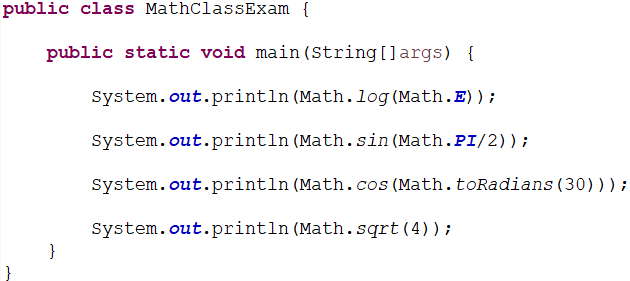 public class MathClassExam {
public static void main(String[]args) {
System.out.println(Math.log(Math.E));
System.out.println(Math.sin(Math.PI/2));
System.out.println(Math.cos(Math.toRadians(30)));
System.out.println(Math.sqrt(4));
}
}